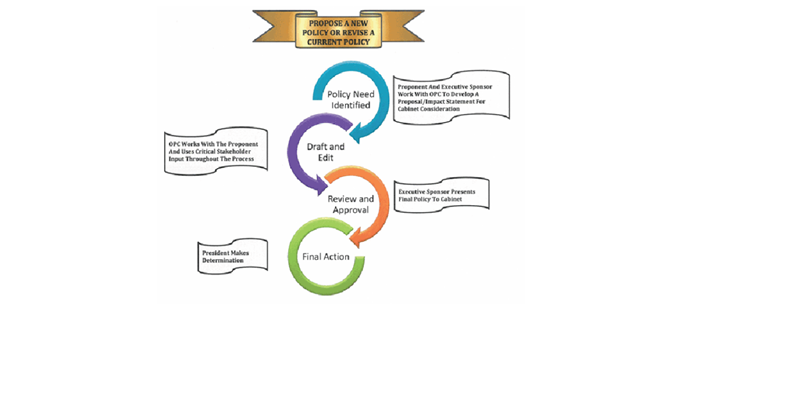 PROPOSE A NEW
POLICY OR REVISE A
CURRENT POLICY
Policy Need
Identified
Proponent And Executive Sponsor
Work With OPC To Develop A
Proposal/Impact Statement For
Cabinet Consideration
OPC Works With The Proponent
And Uses Critical Stakeholder
Input Throughout The Process
Draft and
Edit
Review and
Approval
Executive Sponsor Presents
Final Policy To Cabinet
President Makes
Determination
Final Action